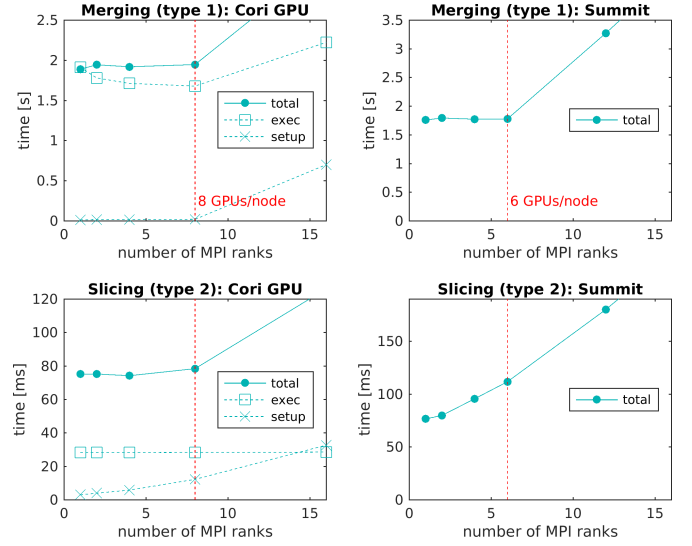 Merging (type 1): Cori GPU
2.5
2
1.5
1
0.5
0
time [s]
total
exec
setup
8 GPUs/node
0 5 10 15
number of MPI ranks
Merging (type 1): Summit
3.5
3
2.5
2
1.5
1
0.5
0
time [s]
total
6 GPUs/node
0 5 10 15
number of MPI ranks
Slicing (type 2): Cori GPU
120
100
80
60
40
20
0
time [ms]
total
exec
setup
0 5 10 15
number of MPI ranks
Slicing (type 2): Summit
150
100
50
0
time [ms]
total
0 5 10 15
number of MPI ranks